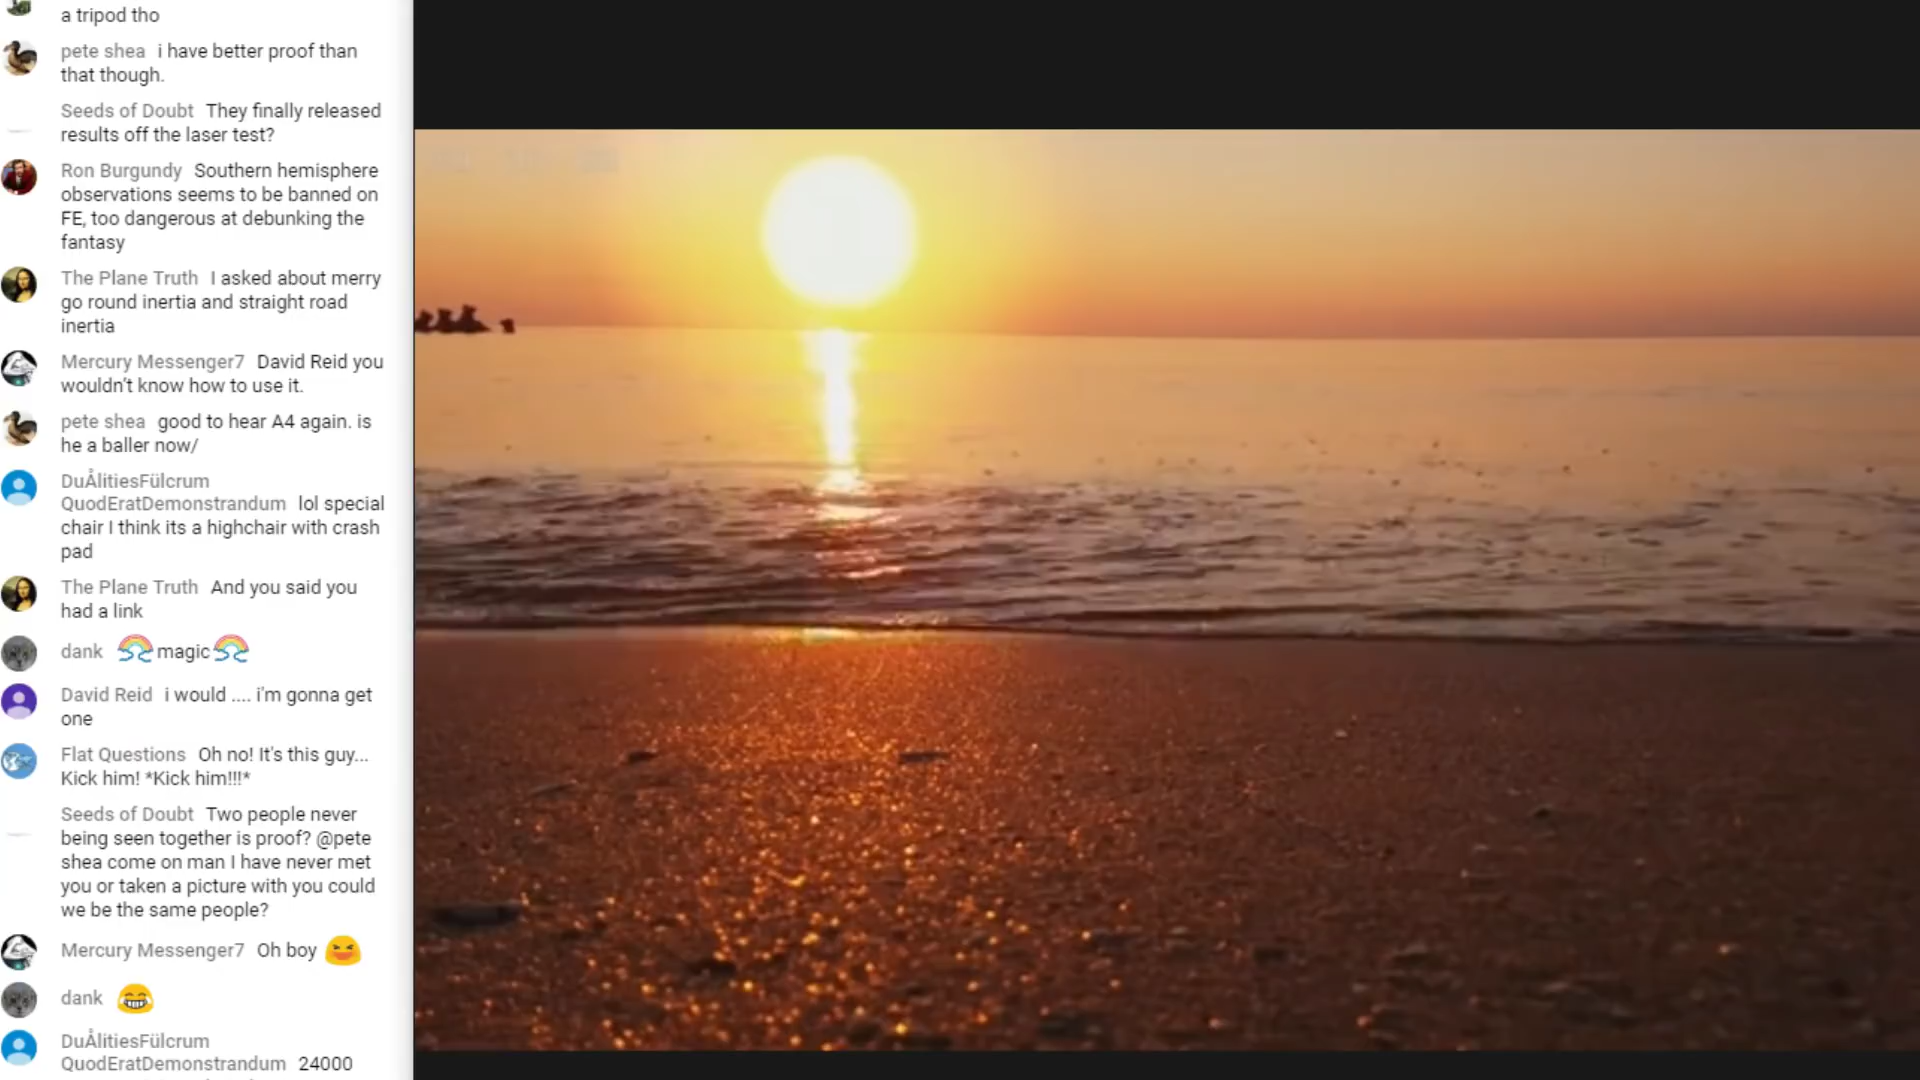 a tripod tho
pete shea i have better proof than
that though.
Seeds of Doubt They finally released
results off the laser test?
Ron Burgundy Southern hemisphere
observations seems to be banned on
FE, too dangerous at debunking the
fantasy
The Plane Truth I asked about merry
go round inertia and straight road
inertia
Mercury Messenger7 David Reid you
wouldn't know how to use it.
pete shea good to hear A4 again. is
he a baller now/
DuÅlitiesFülcrum
QuodEratDemonstrandum lol special
chair I think its a highchair with crash
pad
The Plane Truth And you said you
had a link
dank magic
David Reid i would .... i'm gonna get
one
Flat Questions Oh no! It's this guy...
Kick him! *Kick him!!!*
Seeds of Doubt Two people never
being seen together is proof? @pete
shea come on man I have never met
you or taken a picture with you could
we be the same people?
Mercury Messenger7 Oh boy
dank
DuÅlitiesFülcrum
QuodEratDemonstrandum 24000